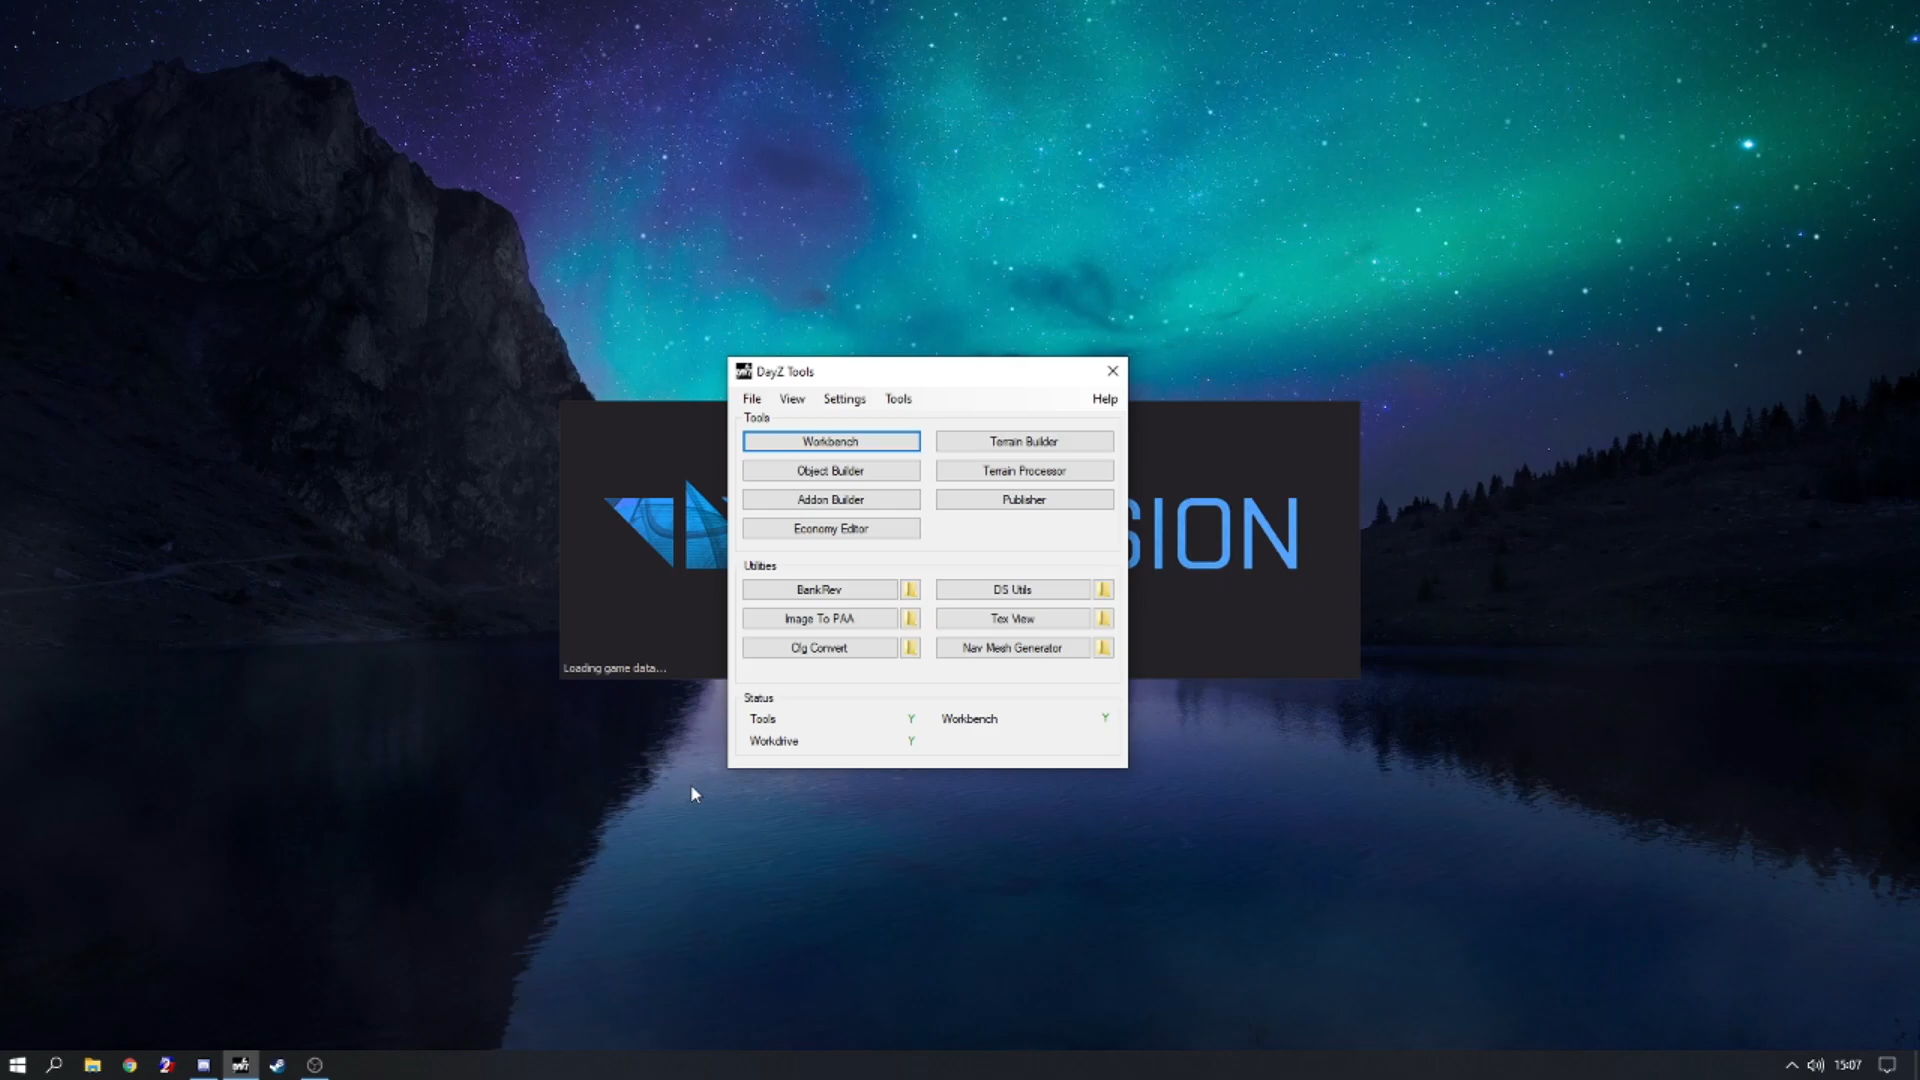 DayZ Tools
File View Settings Tools Help
Tools
Workbench Terrain Builder
Object Builder Terrain Processor
Addon Builder Publisher
Economy Editor
SION
Utilities
BankRev DS Utils
Image To PAA Tex View
Cfg Convert Nav Mesh Generator
Loading game data...
Status
Tools Y Workbench Y
Workdrive Y
15:07